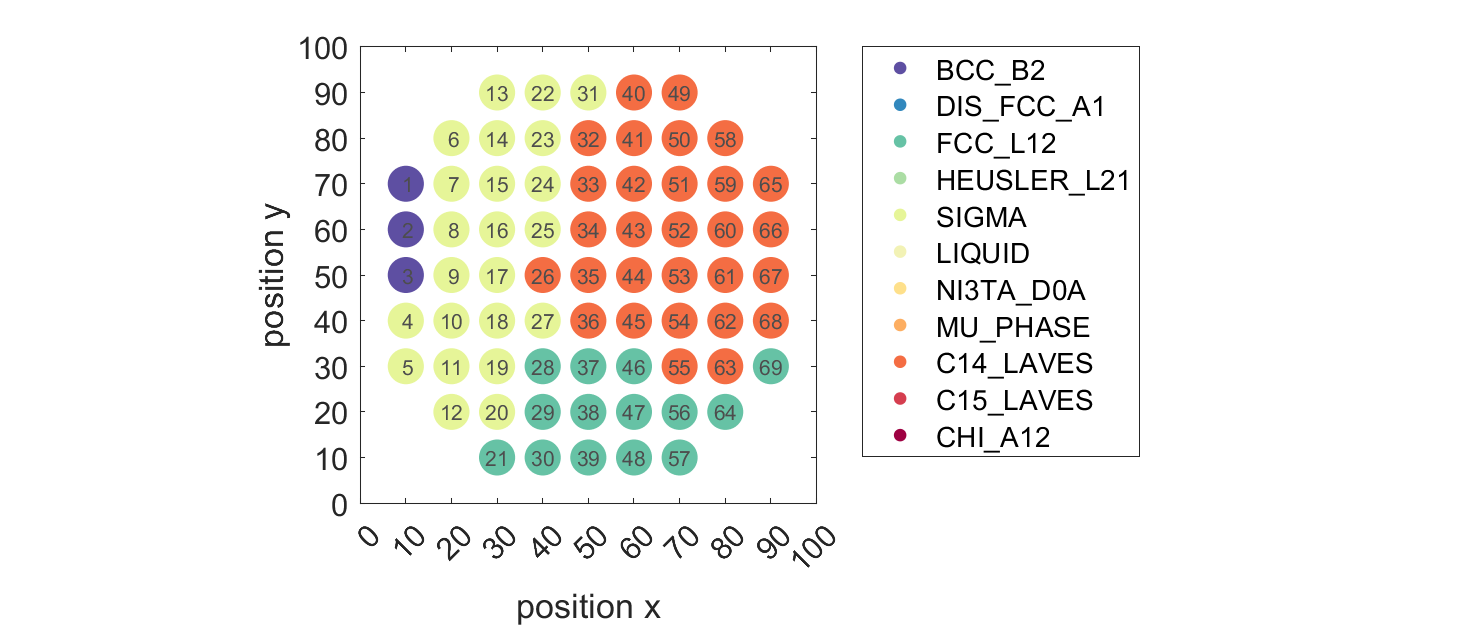 100
90
80
70
60
50
40
30
20
10
0
position y
13 22 31 40 49
6 14 23 32 41 50 58
1 7 15 24 33 42 51 59 65
2 8 16 25 34 43 52 60 66
3 9 17 26 35 44 53 61 67
4 10 18 27 36 45 54 62 68
5 11 19 28 37 46 55 63 69
12 20 29 38 47 56 64
21 30 39 48 57
0 10 20 30 40 50 60 70 80 90 100
position x
BCC_B2
DIS_FCC_A1
FCC_L12
HEUSLER_L21
SIGMA
LIQUID
NI3TA_D0A
MU_PHASE
C14_LAVES
C15_LAVES
CHI_A12